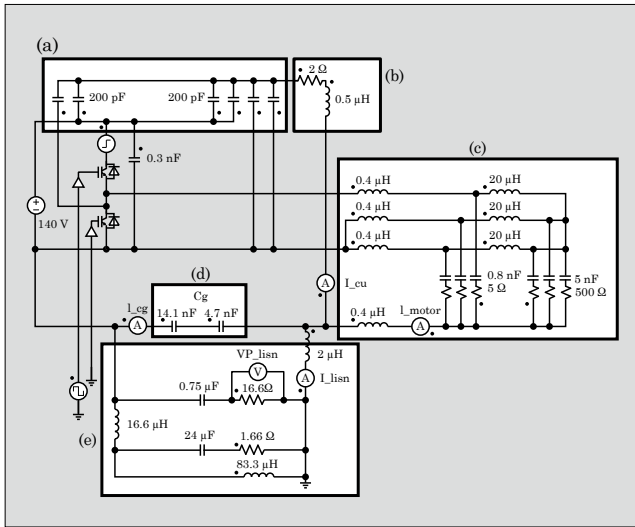 (a)
2 Ω
(b)
200 pF
200 pF
0.5 µH
0.3 nF
(c)
0.4 µH
20 µH
140 V
0.4 µH
20 µH
0.4 µH
20 µH
(d)
I_cu
0.8 nF
5 Ω
5 nF
500 Ω
l_cg
Cg
14.1 nF
4.7 nF
A
A
0.4 µH
l_motor
A
2 µH
VP_lisn
V
A
I_lisn
0.75 µF
16.6Ω
16.6 µH
(e)
24 µF
1.66 Ω
83.3 µH